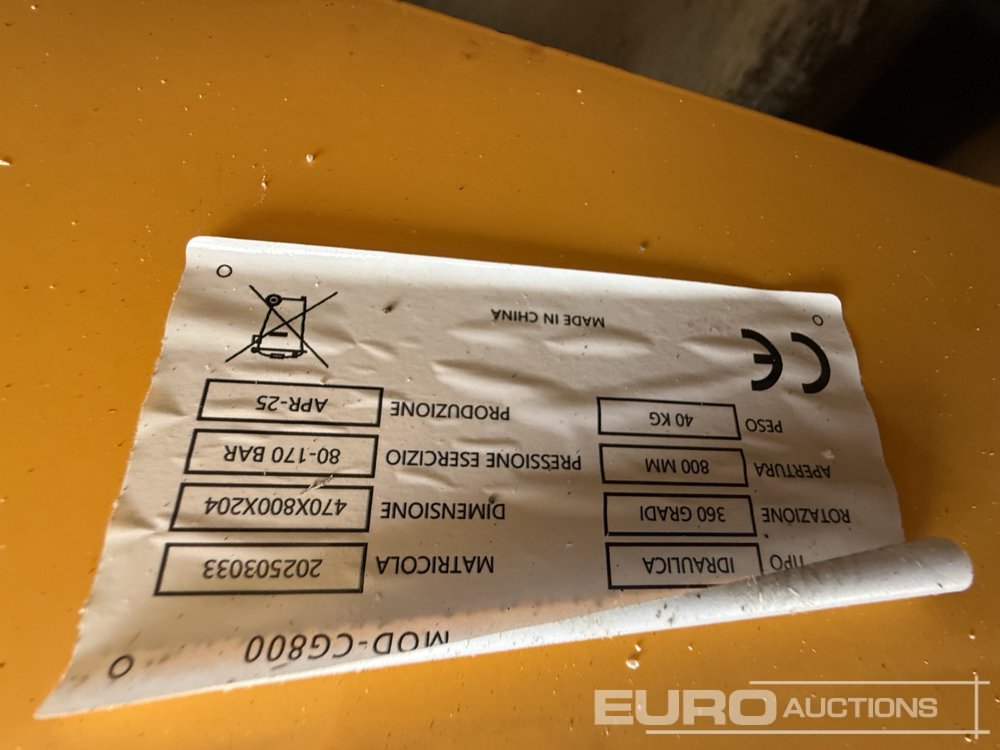 MOD-CG800
TIPO IDRAULICA
MATRICOLA 202503033
ROTAZIONE 360 GRADI
DIMENSIONE 470X800X204
APERTURA 800 MM
PRESSIONE ESERCIZIO 80-170 BAR
PESO 40 KG
PRODUZIONE APR-25
CE
MADE IN CHINA
EURO AUCTIONS